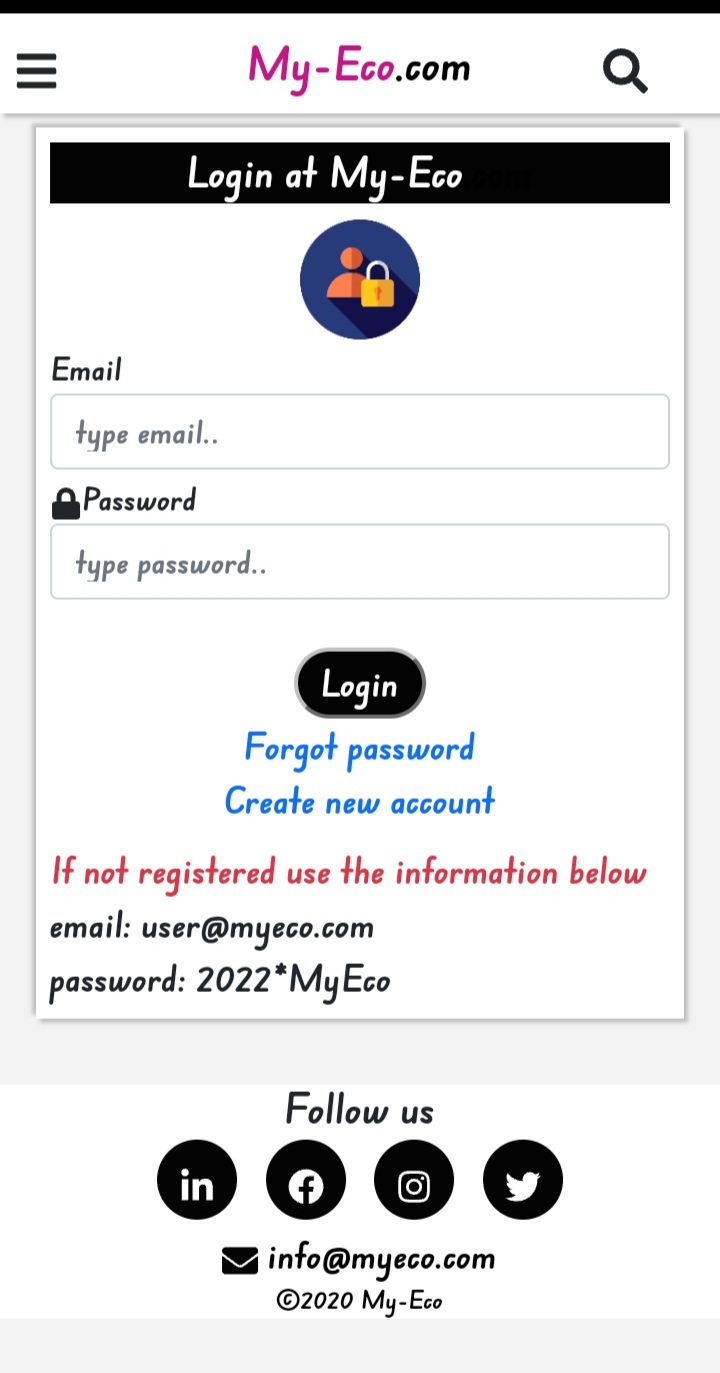 My-Eco.com
Login at My-Eco.com
Email
type email..
Password
type password..
Login
Forgot password
Create new account
If not registered use the information below
email: user@myeco.com
password: 2022*MyEco
Follow us
in
info@myeco.com
©2020 My-Eco